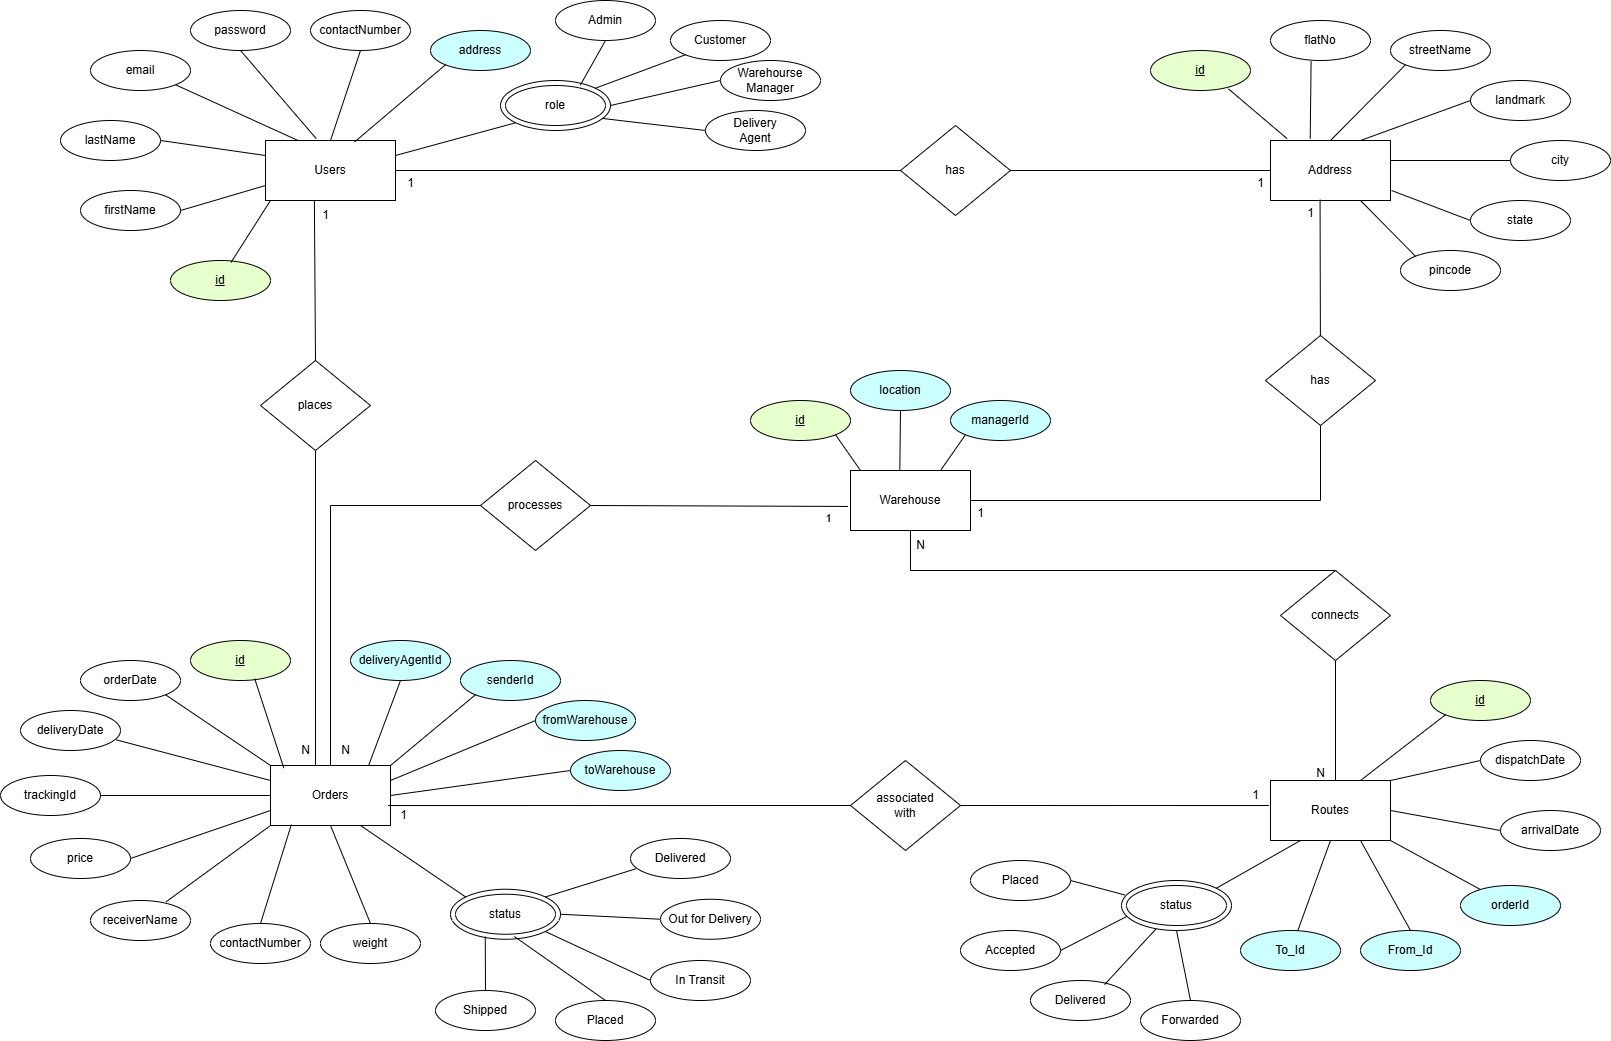 Admin
password
contactNumber
Customer
address
flatNo
streetName
email
id
Warehourse
Manager
role
landmark
lastName
Delivery
Agent
Users
has
Address
city
1
1
firstName
1
1
state
id
pincode
places
has
location
id
managerId
processes
Warehouse
1
1
N
connects
id
deliveryAgentId
orderDate
senderId
id
fromWarehouse
deliveryDate
N
N
dispatchDate
toWarehouse
N
trackingId
Orders
associated
with
1
Routes
1
arrivalDate
price
Delivered
Placed
status
orderId
receiverName
status
Out for Delivery
contactNumber
weight
Accepted
To_Id
From_Id
In Transit
Delivered
Shipped
Placed
Forwarded